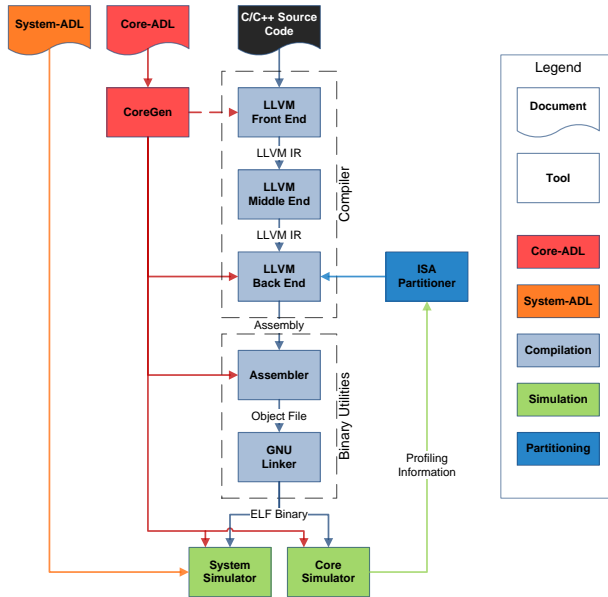 System-ADL
Core-ADL
C/C++ Source
Code
CoreGen
LLVM
Front End
LLVM IR
LLVM
Middle End
LLVM IR
LLVM
Back End
Compiler
ISA
Partitioner
Assembly
Assembler
Object File
GNU
Linker
Binary Utilities
ELF Binary
Profiling
Information
System
Simulator
Core
Simulator
Legend
Document
Tool
Core-ADL
System-ADL
Compilation
Simulation
Partitioning